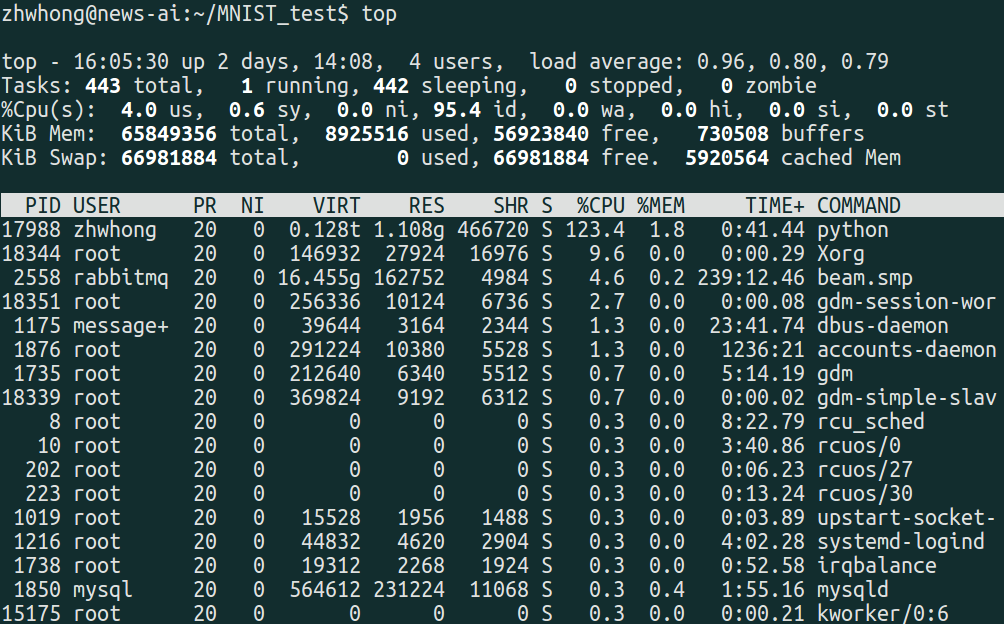 zhwhong@news-ai:~/MNIST_test$ top
top - 16:05:30 up 2 days, 14:08,  4 users,  load average: 0.96, 0.80, 0.79
Tasks: 443 total,   1 running, 442 sleeping,   0 stopped,   0 zombie
%Cpu(s):  4.0 us,  0.6 sy,  0.0 ni, 95.4 id,  0.0 wa,  0.0 hi,  0.0 si,  0.0 st
KiB Mem:  65849356 total,  8925516 used, 56923840 free,   730508 buffers
KiB Swap: 66981884 total,        0 used, 66981884 free.  5920564 cached Mem
  PID USER      PR  NI    VIRT    RES    SHR S  %CPU %MEM     TIME+ COMMAND
17988 zhwhong   20   0  0.128t 1.108g 466720 S 123.4  1.8   0:41.44 python
18344 root      20   0  146932  27924  16976 S   9.6  0.0   0:00.29 Xorg
 2558 rabbitmq  20   0 16.455g 162752   4984 S   4.6  0.2 239:12.46 beam.smp
18351 root      20   0  256336  10124   6736 S   2.7  0.0   0:00.08 gdm-session-wor
 1175 message+  20   0   39644   3164   2344 S   1.3  0.0  23:41.74 dbus-daemon
 1876 root      20   0  291224  10380   5528 S   1.3  0.0   1236:21 accounts-daemon
 1735 root      20   0  212640   6340   5512 S   0.7  0.0   5:14.19 gdm
18339 root      20   0  369824   9192   6312 S   0.7  0.0   0:00.02 gdm-simple-slav
    8 root      20   0       0      0      0 S   0.3  0.0   8:22.79 rcu_sched
   10 root      20   0       0      0      0 S   0.3  0.0   3:40.86 rcuos/0
  202 root      20   0       0      0      0 S   0.3  0.0   0:06.23 rcuos/27
  223 root      20   0       0      0      0 S   0.3  0.0   0:13.24 rcuos/30
 1019 root      20   0   15528   1956   1488 S   0.3  0.0   0:03.89 upstart-socket-
 1216 root      20   0   44832   4620   2904 S   0.3  0.0   4:02.28 systemd-logind
 1738 root      20   0   19312   2268   1924 S   0.3  0.0   0:52.58 irqbalance
 1850 mysql     20   0  564612 231224  11068 S   0.3  0.4   1:55.16 mysqld
15175 root      20   0       0      0      0 S   0.3  0.0   0:00.21 kworker/0:6